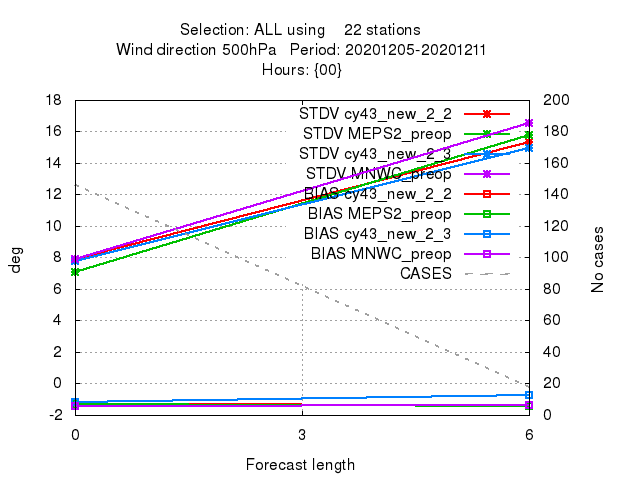 Selection: ALL using 22 stations
Wind direction 500hPa Period: 20201205-20201211
Hours: {00}
18 200
STDV cy43_new_2_2
16 180
STDV MEPS2_preop
STDV cy43_new_2_3
14 160
STDV MNWC_preop
12 140
BIAS cy43_new_2_2
BIAS MEPS2_preop
10 120
BIAS cy43_new_2_3
BIAS MNWC_preop
8 100
CASES
6 80
4 60
2 40
0 20
-2 0
deg
No cases
0 3 6
Forecast length